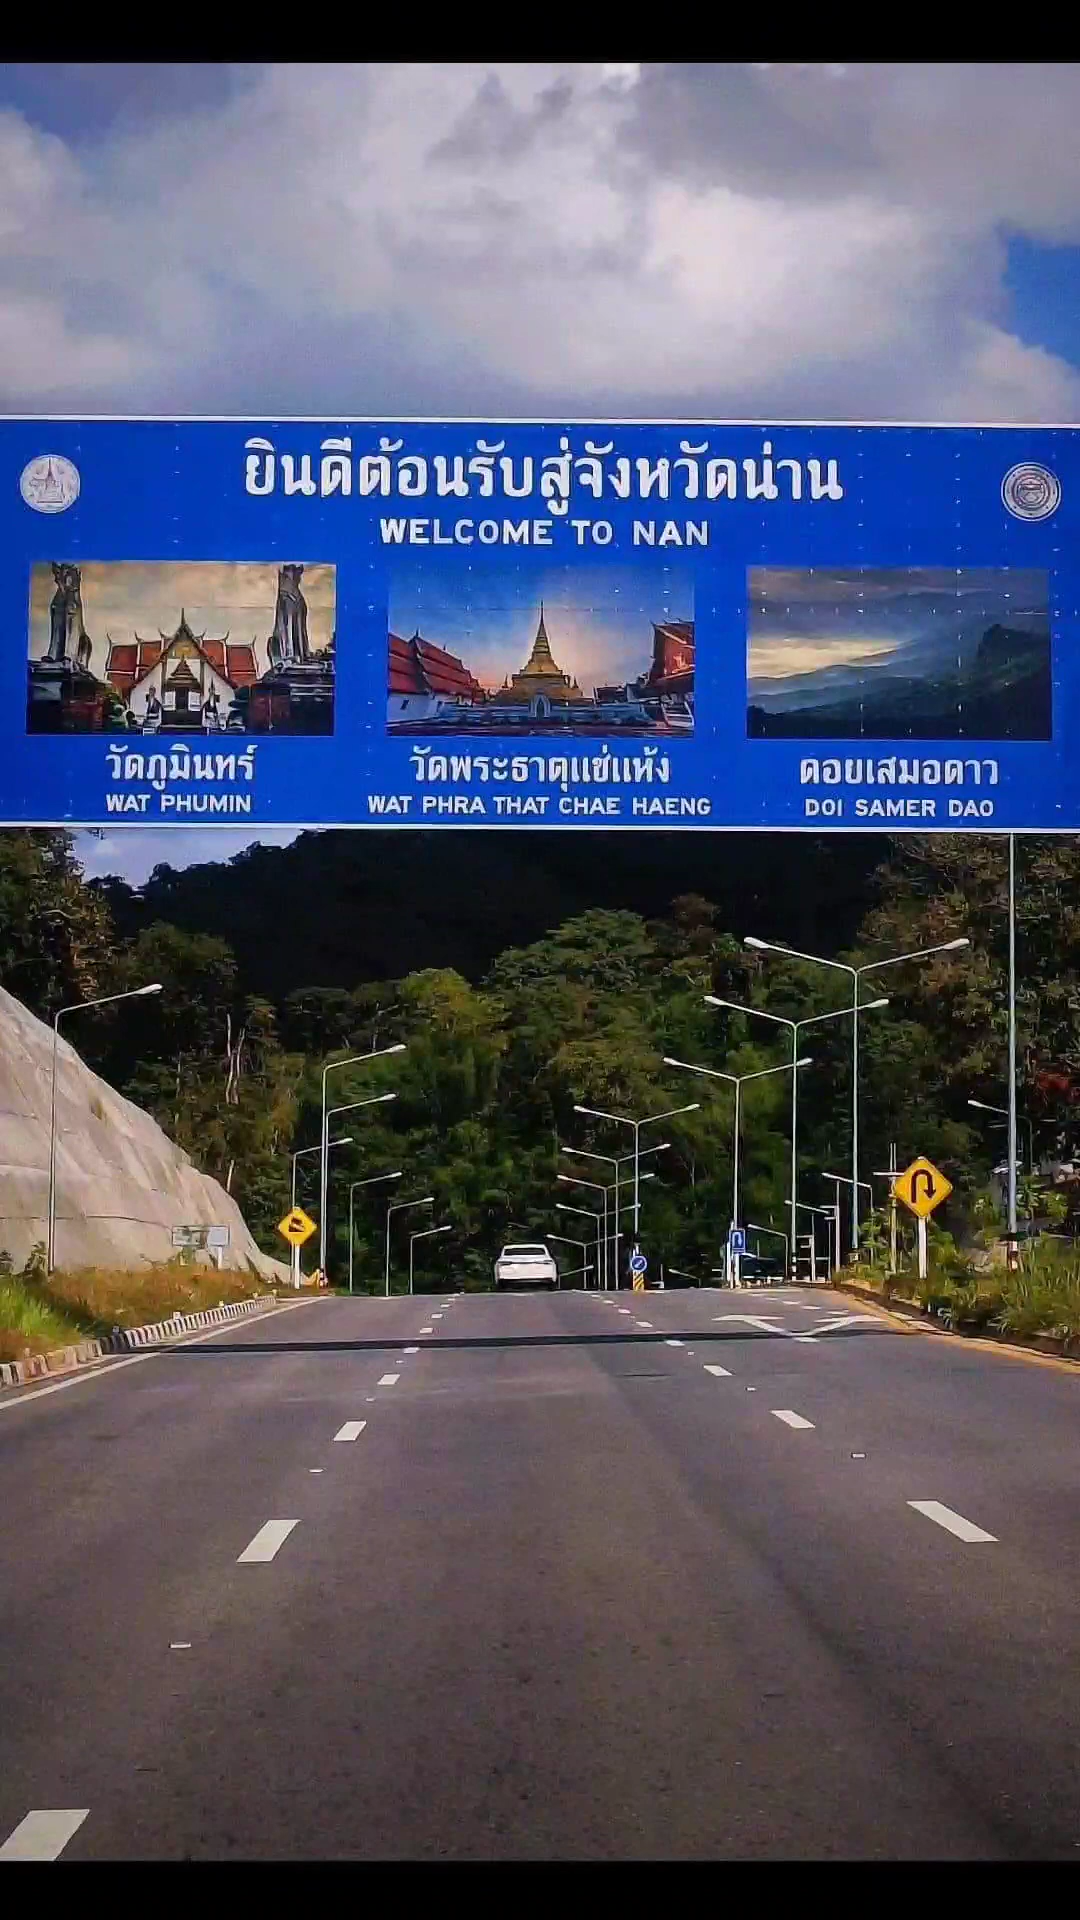 ยินดีต้อนรับสู่จังหวัดน่าน
WELCOME TO NAN
วัดภูมินทร์
WAT PHUMIN
วัดพระธาตุแช่แห้ง
WAT PHRA THAT CHAE HAENG
ดอยเสมอดาว
DOI SAMER DAO